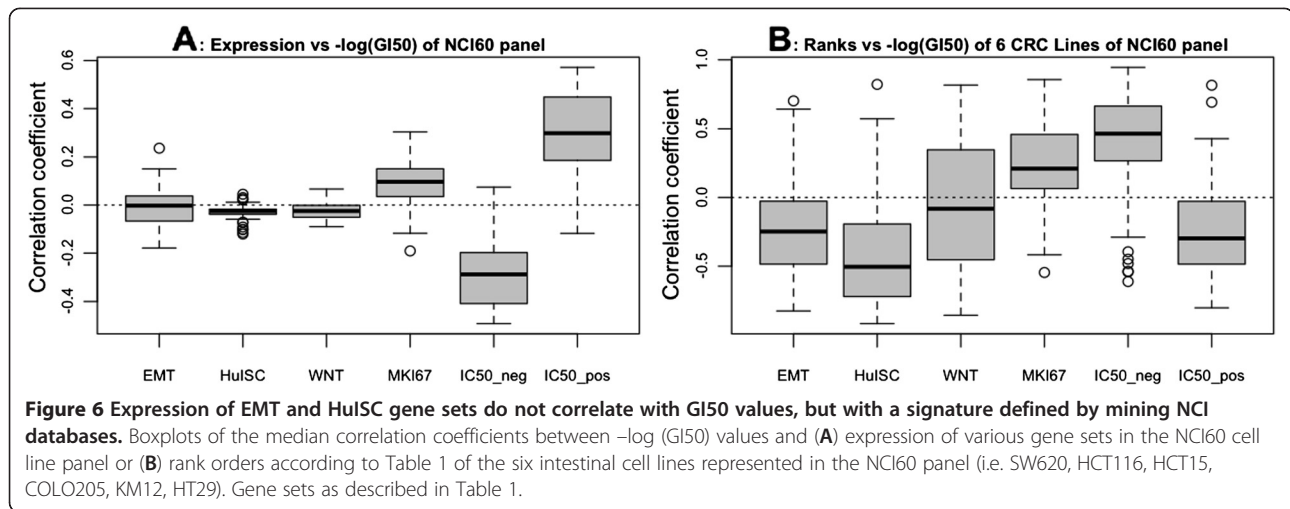 A: Expression vs -log(GI50) of NCI60 panel
Correlation coefficient
0.6
0.4
0.2
0.0
-0.2
-0.4
EMT HuISC WNT MKI67 IC50_neg IC50_pos
B: Ranks vs -log(GI50) of 6 CRC Lines of NCI60 panel
Correlation coefficient
1.0
0.5
0.0
-0.5
EMT HuISC WNT MKI67 IC50_neg IC50_pos
Figure 6 Expression of EMT and HuISC gene sets do not correlate with GI50 values, but with a signature defined by mining NCI
databases. Boxplots of the median correlation coefficients between –log (GI50) values and (A) expression of various gene sets in the NCI60 cell
line panel or (B) rank orders according to Table 1 of the six intestinal cell lines represented in the NCI60 panel (i.e. SW620, HCT116, HCT15,
COLO205, KM12, HT29). Gene sets as described in Table 1.